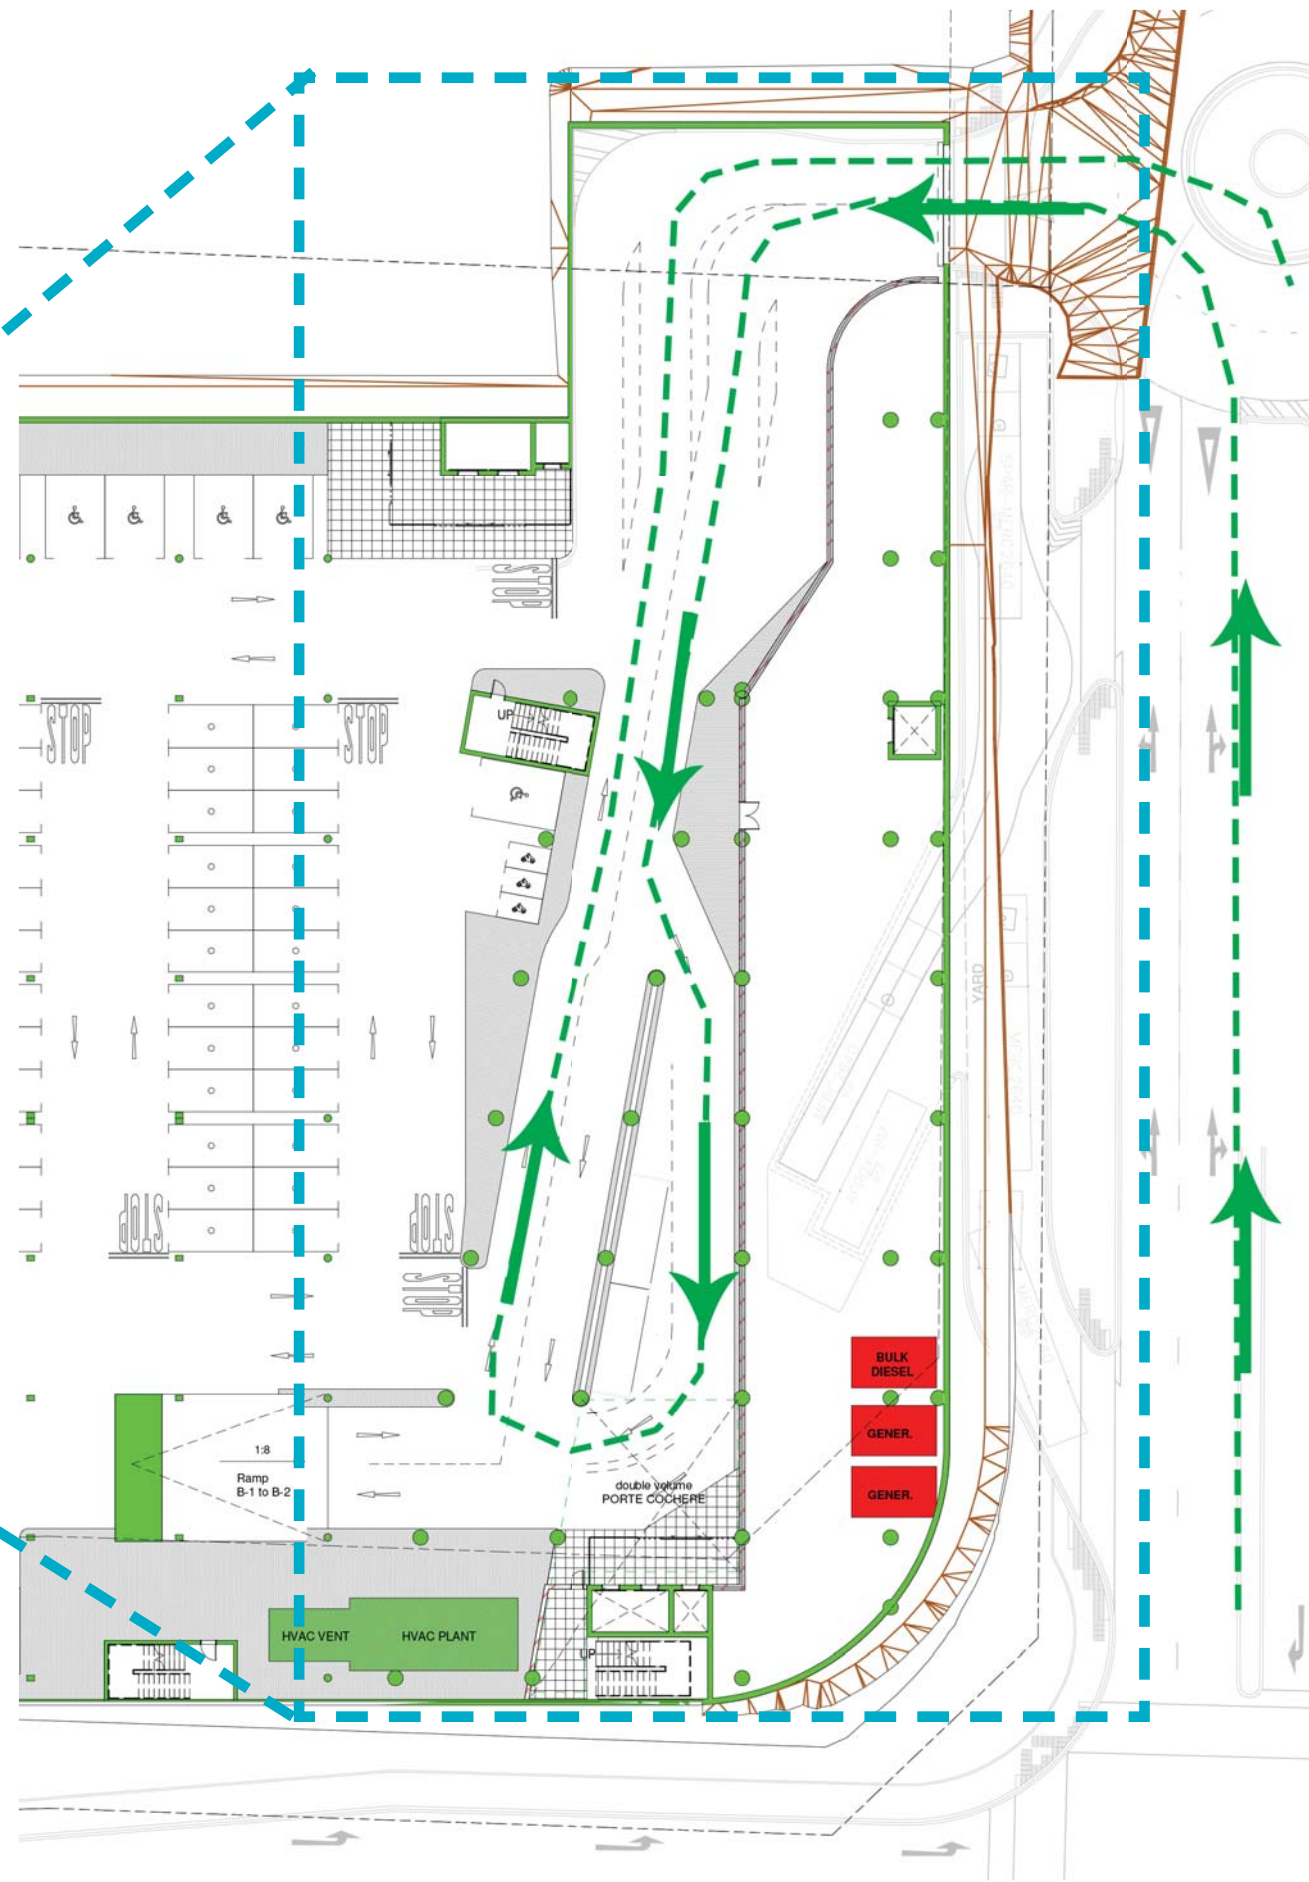 STOP
UP
STOP
STOP
YARD
STOP
STOP
STOP
BULK
DIESEL
GENER.
1:8
Ramp
B-1 to B-2
GENER.
double volume
PORTE COCHERE
HVAC VENT
HVAC PLANT
UP